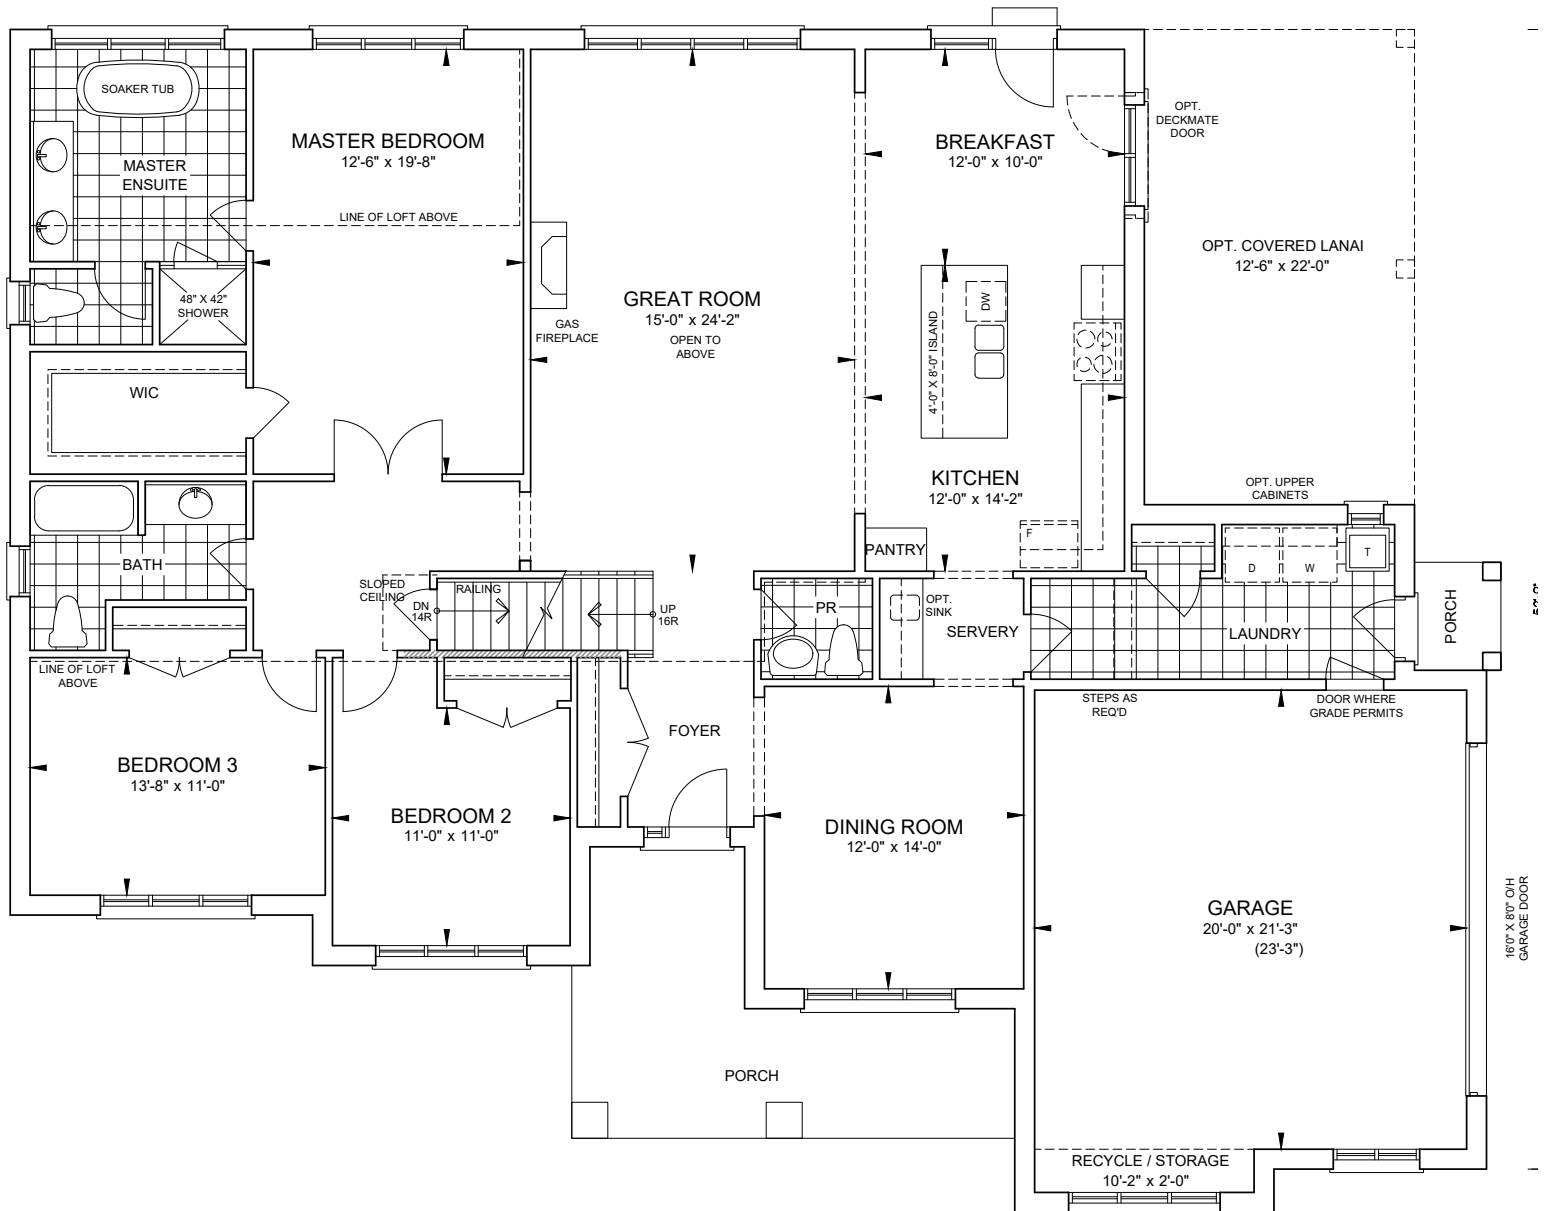 SOAKER TUB
MASTER
ENSUITE
MASTER BEDROOM
12'-6" x 19'-8"
LINE OF LOFT ABOVE
48" X 42"
SHOWER
WIC
GAS
FIREPLACE
GREAT ROOM
15'-0" x 24'-2"
OPEN TO
ABOVE
BREAKFAST
12'-0" x 10'-0"
OPT.
DECKMATE
DOOR
OPT. COVERED LANAI
12'-6" x 22'-0"
DW
4'-0" X 8'-0" ISLAND
KITCHEN
12'-0" x 14'-2"
OPT. UPPER
CABINETS
F
PANTRY
D
W
T
BATH
SLOPED
CEILING
DN
14R
RAILING
UP
16R
PR
OPT.
SINK
SERVERY
LAUNDRY
PORCH
LINE OF LOFT
ABOVE
STEPS AS
REQ'D
DOOR WHERE
GRADE PERMITS
FOYER
BEDROOM 3
13'-8" x 11'-0"
BEDROOM 2
11'-0" x 11'-0"
DINING ROOM
12'-0" x 14'-0"
GARAGE
20'-0" x 21'-3"
(23'-3")
16'0" X 8'0" O/H
GARAGE DOOR
PORCH
RECYCLE / STORAGE
10'-2" x 2'-0"